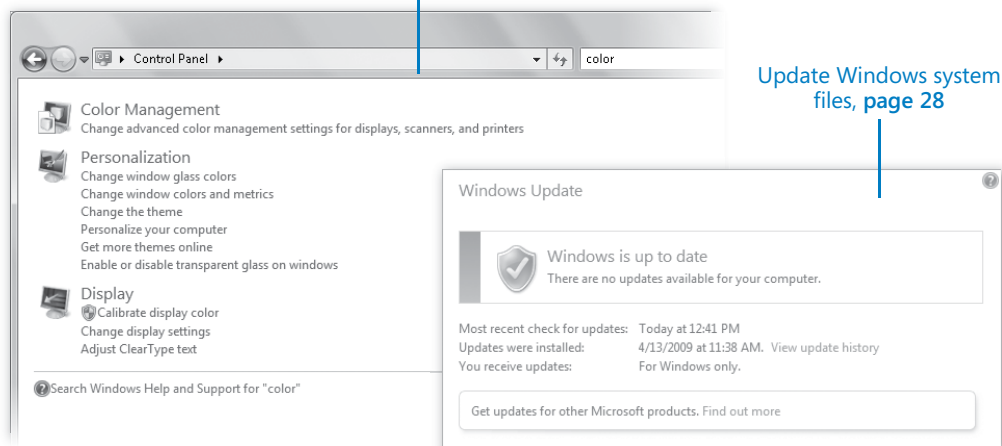 Control Panel
color
Color Management
Change advanced color management settings for displays, scanners, and printers
Personalization
Change window glass colors
Change window colors and metrics
Change the theme
Personalize your computer
Get more themes online
Enable or disable transparent glass on windows
Display
Calibrate display color
Change display settings
Adjust ClearType text
?Search Windows Help and Support for "color"
Update Windows system
files, page 28
?
Windows Update
Windows is up to date
There are no updates available for your computer.
Most recent check for updates: Today at 12:41 PM
Updates were installed: 4/13/2009 at 11:38 AM. View update history
You receive updates: For Windows only.
Get updates for other Microsoft products. Find out more